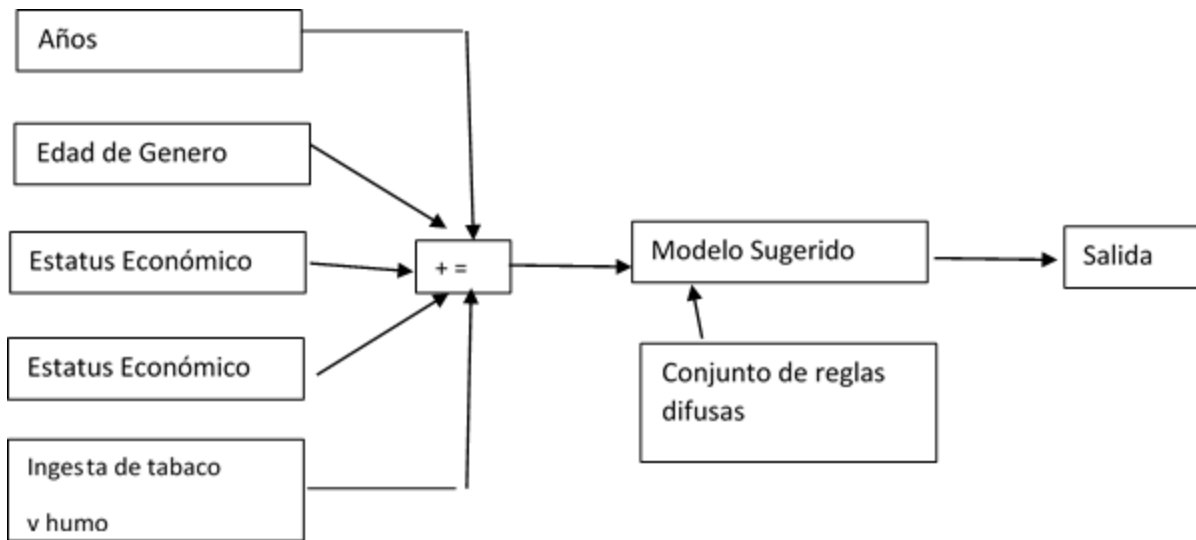 Años
Edad de Genero
Estatus Económico
+ =
Modelo Sugerido
Salida
Estatus Económico
Conjunto de reglas
difusas
Ingesta de tabaco
y humo